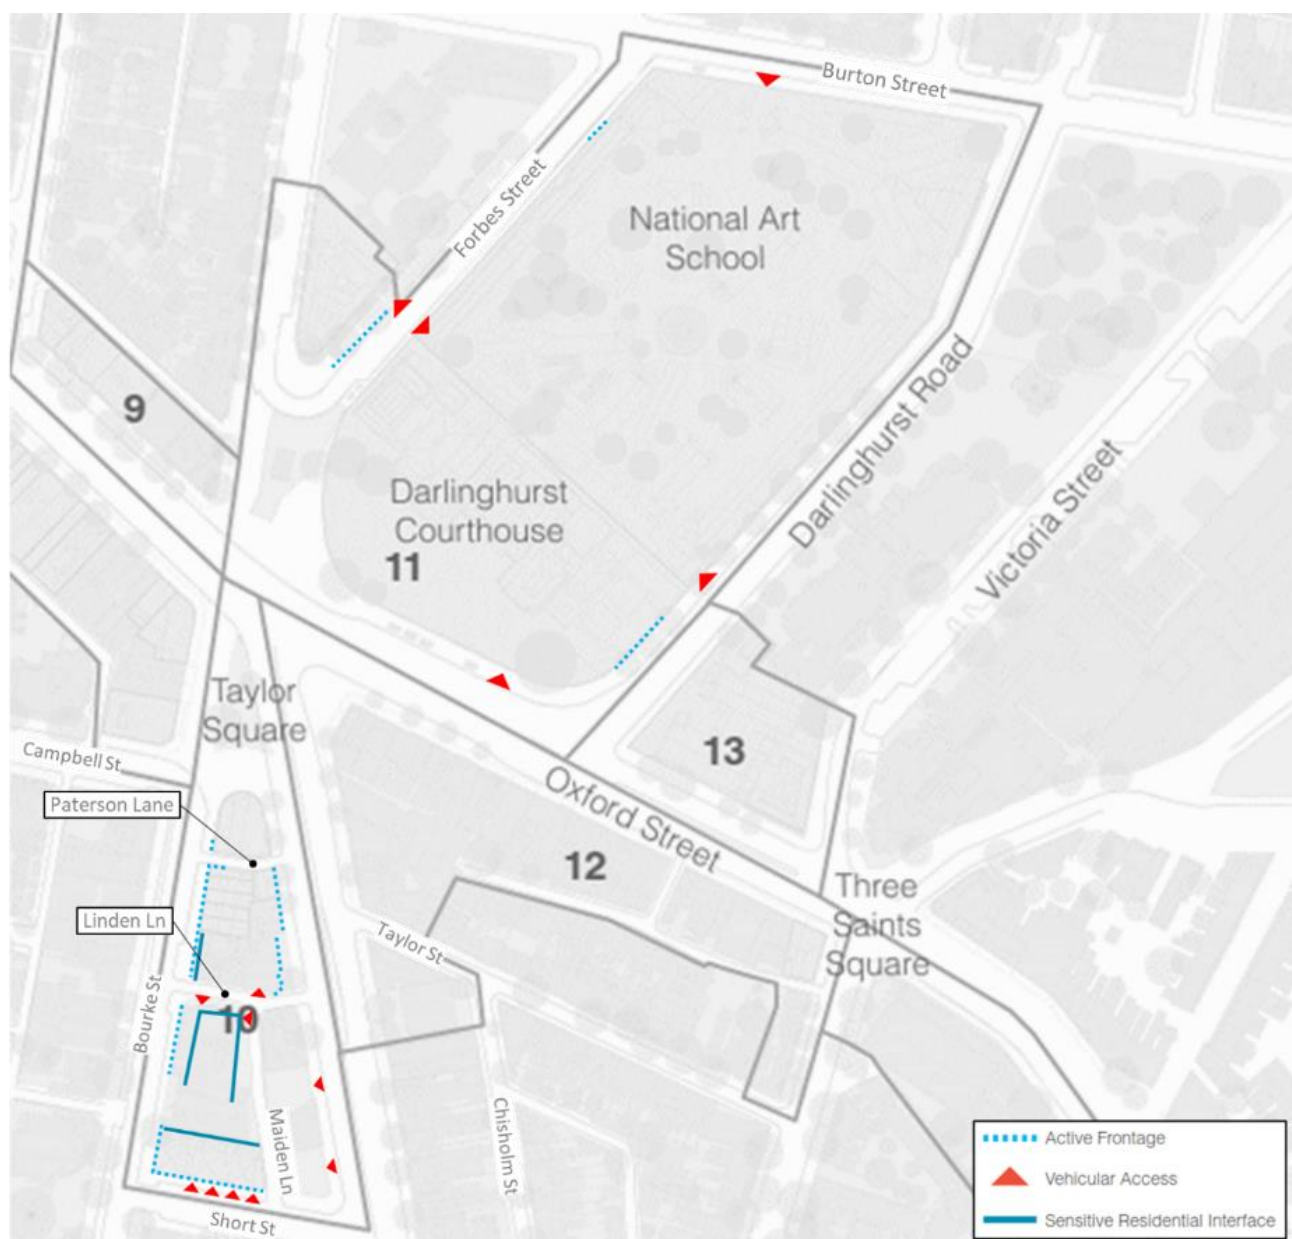 Burton Street
Forbes Street
National Art
School
Darlinghurst Road
9
Victoria Street
Darlinghurst
Courthouse
11
Taylor
Square
Campbell St
13
Paterson Lane
Oxford Street
12
Three
Saints
Square
Linden Ln
Taylor St
Bourke St
10
Maiden Ln
Chisholm St
Short St
Active Frontage
Vehicular Access
Sensitive Residential Interface